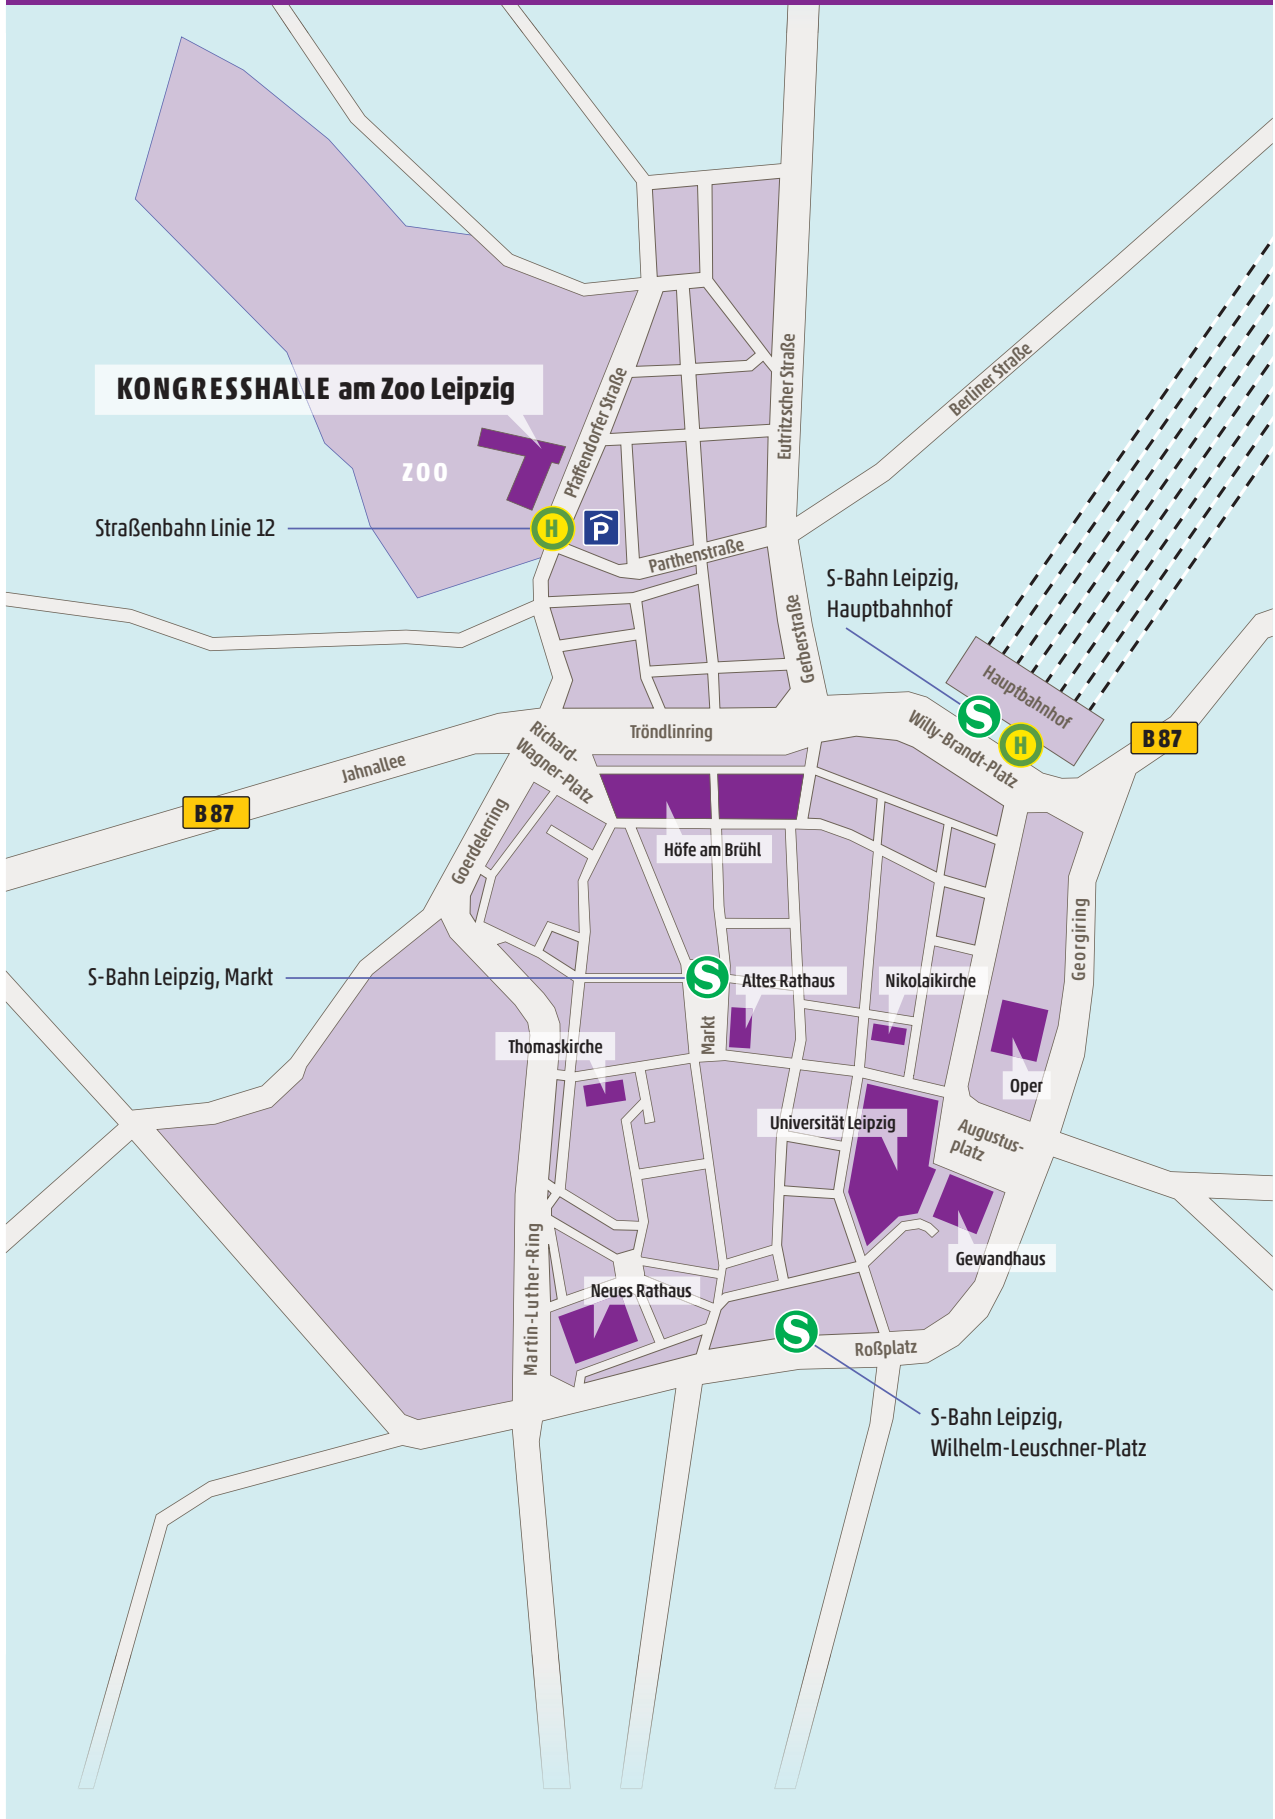 KONGRESSHALLE am Zoo Leipzig
ZOO
Pfaffendorfer Straße
Eutritzscher Straße
Berliner Straße
Straßenbahn Linie 12
H
P
Parthenstraße
S-Bahn Leipzig,
Hauptbahnhof
Gerberstraße
Hauptbahnhof
S
H
Willy-Brandt-Platz
B 87
Tröndlinring
Richard-
Wagner-Platz
Jahnallee
B 87
Goerdelerring
Höfe am Brühl
Georgiring
S-Bahn Leipzig, Markt
S
Altes Rathaus
Nikolaikirche
Markt
Thomaskirche
Oper
Universität Leipzig
Augustus-
platz
Gewandhaus
Martin-Luther-Ring
Neues Rathaus
S
Roßplatz
S-Bahn Leipzig,
Wilhelm-Leuschner-Platz